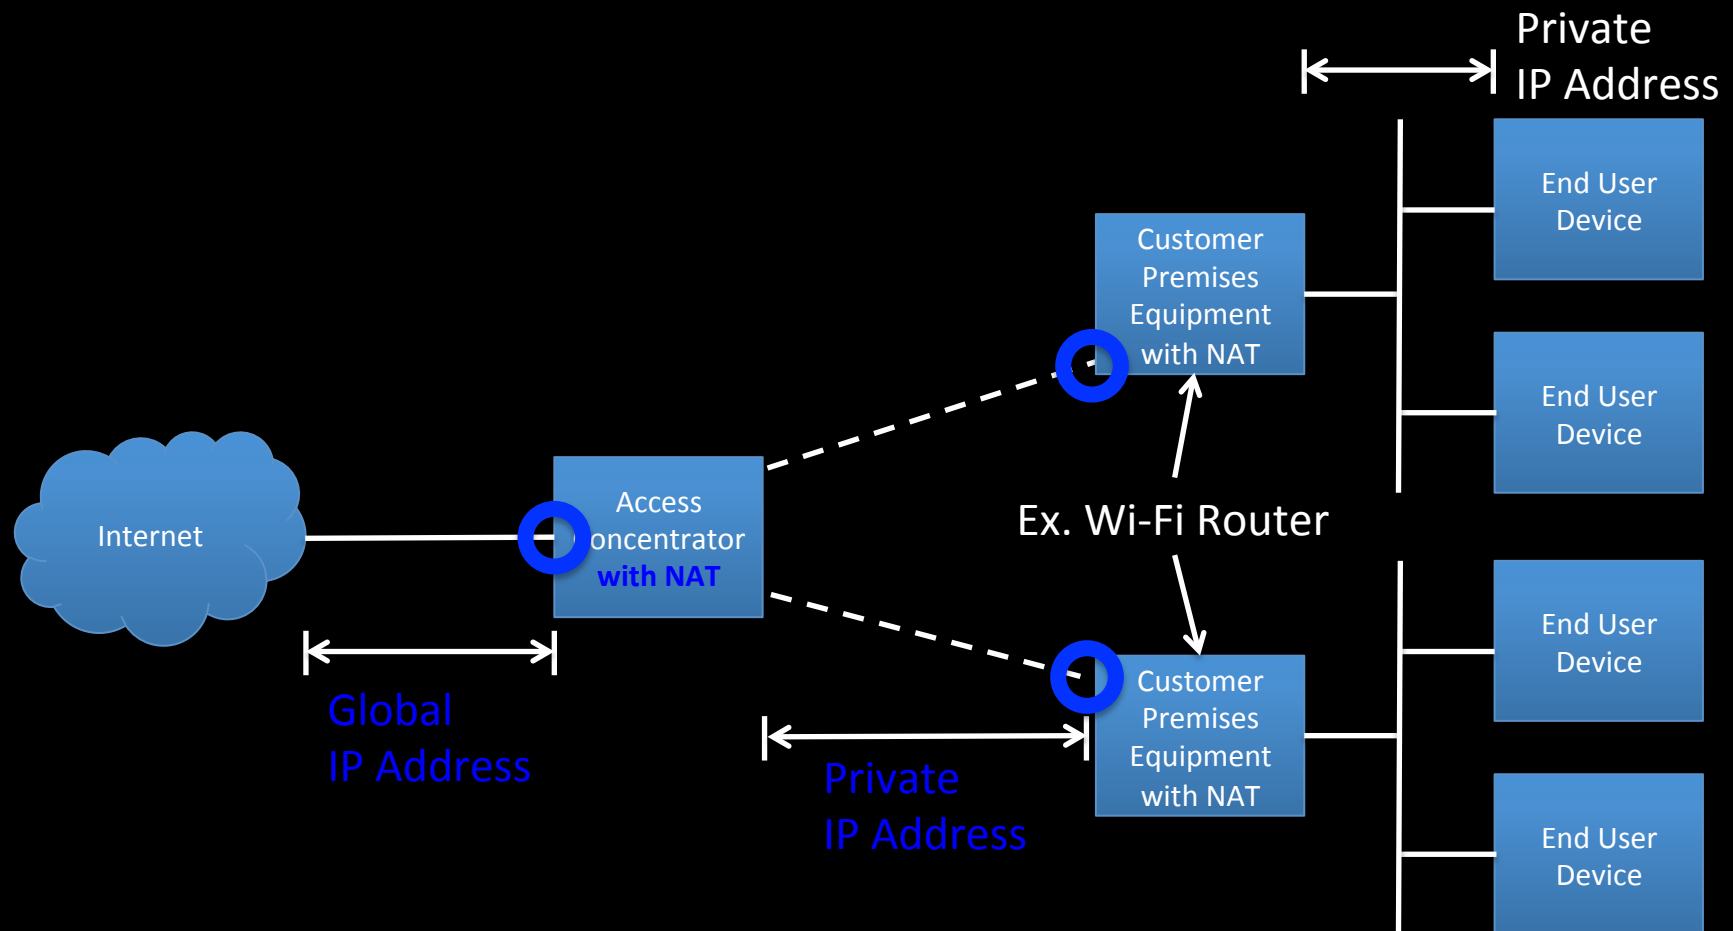 Private
IP Address
End User
Device
Customer
Premises
Equipment
with NAT
End User
Device
Internet
Access
oncentrator
with NAT
Ex. Wi-Fi Router
Global
IP Address
Private
IP Address
Customer
Premises
Equipment
with NAT
End User
Device
End User
Device